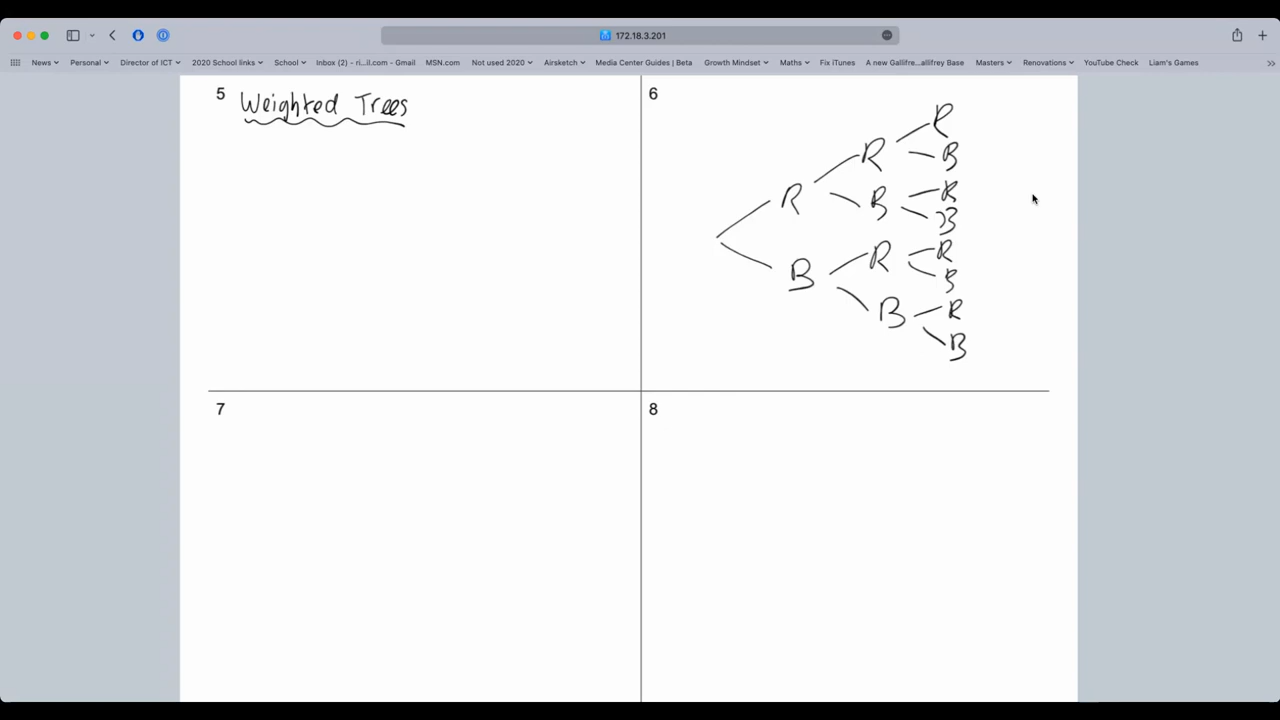 172.18.3.201
News Personal Director of ICT 2020 School links School Inbox (2) - ri...il.com - Gmail MSN.com Not used 2020 Airsketch Media Center Guides | Beta Growth Mindset Maths Fix iTunes A new Gallifre...allifrey Base Masters Renovations YouTube Check Liam's Games
5 Weighted Trees
6
R
R
B
R
B
R
B
R
B
R
B
B
R
B
7
8